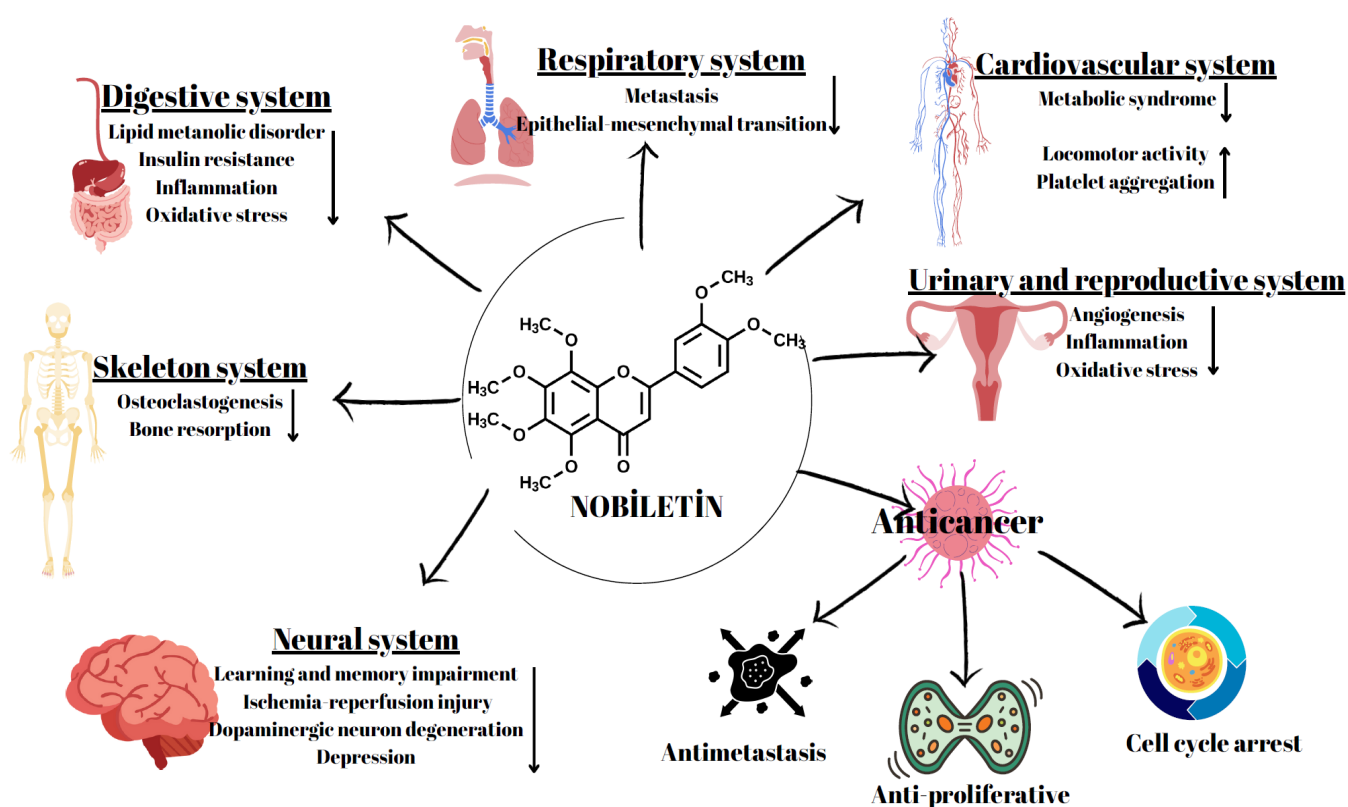 Respiratory system
Metastasis
Epithelial-mesenchymal transition
Cardiovascular system
Metabolic syndrome
Locomotor activity
Platelet aggregation
Digestive system
Lipid metanolic disorder
Insulin resistance
Inflammation
Oxidative stress
Urinary and reproductive system
Angiogenesis
Inflammation
Oxidative stress
Skeleton system
Osteoclastogenesis
Bone resorption
O CH₃
O CH₃
H₃C
O
O
H₃C O
H₃C O
O
H₃C
O
NOBİLETİN
Anticancer
Neural system
Learning and memory impairment
Ischemia-reperfusion injury
Dopaminergic neuron degeneration
Depression
Antimetastasis
Anti-proliferative
Cell cycle arrest